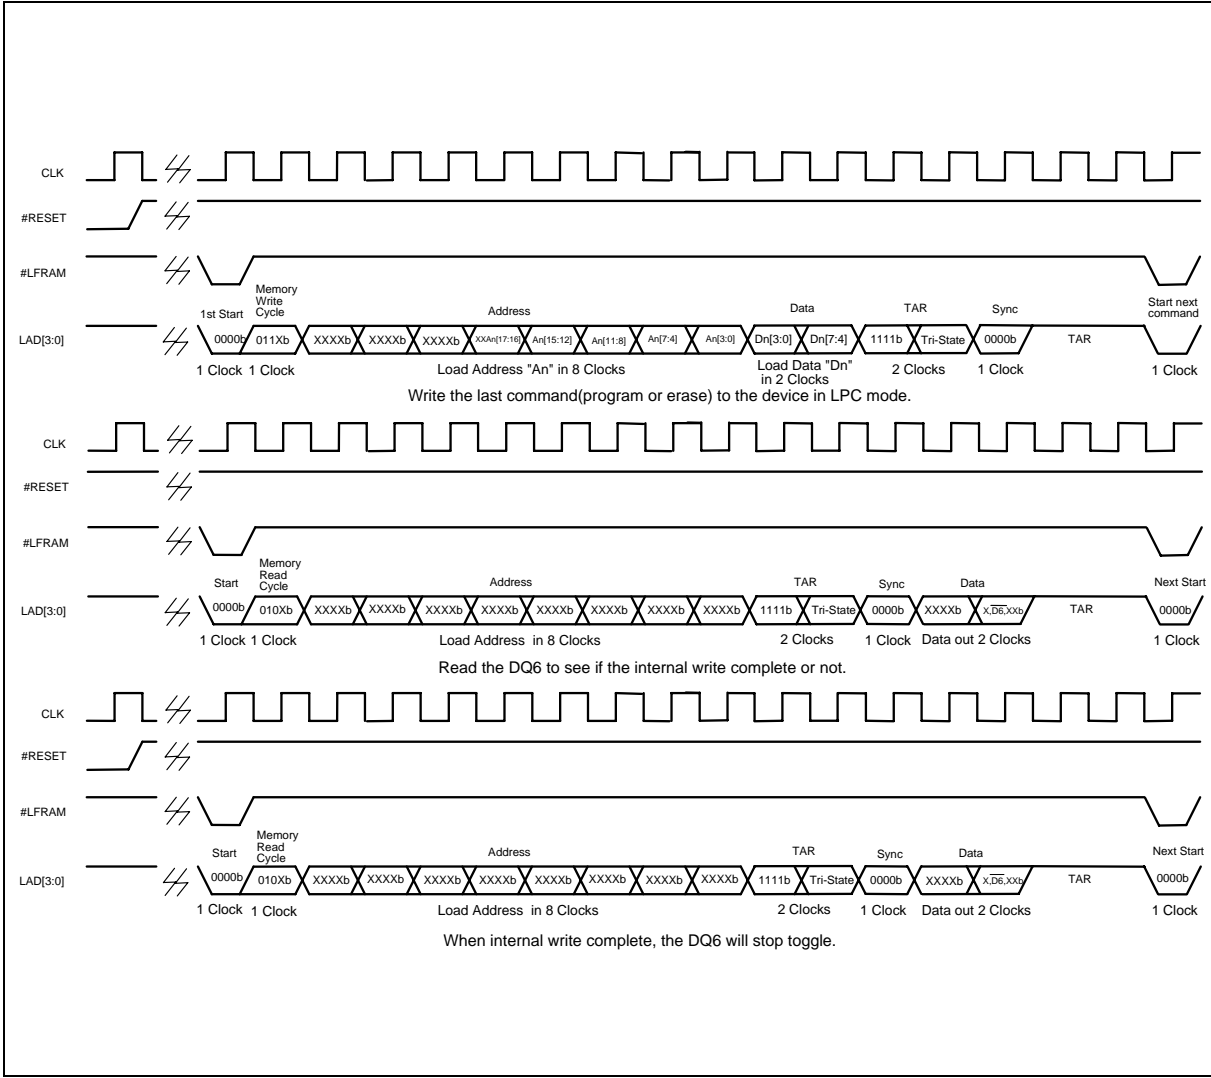 CLK
#RESET
#LFRAM
Memory
Write
Cycle
1st Start
Address
Data
TAR
Sync
Start next
command
LAD[3:0]
0000b 011Xb XXXXb XXXXb XXXXb XXAn[17:16] An[15:12] An[11:8] An[7:4] An[3:0] Dn[3:0] Dn[7:4] 1111b Tri-State 0000b TAR
1 Clock 1 Clock Load Address "An" in 8 Clocks Load Data "Dn"
in 2 Clocks
2 Clocks 1 Clock 1 Clock
Write the last command(program or erase) to the device in LPC mode.
CLK
#RESET
#LFRAM
Memory
Read
Cycle
Start Address TAR Sync Data Next Start
LAD[3:0] 0000b 010Xb XXXXb XXXXb XXXXb XXXXb XXXXb XXXXb XXXXb XXXXb 1111b Tri-State 0000b XXXXb X,D6,XXb TAR 0000b
1 Clock 1 Clock Load Address in 8 Clocks 2 Clocks 1 Clock Data out 2 Clocks 1 Clock
Read the DQ6 to see if the internal write complete or not.
CLK
#RESET
#LFRAM
Memory
Read
Cycle
Start Address TAR Sync Data Next Start
LAD[3:0] 0000b 010Xb XXXXb XXXXb XXXXb XXXXb XXXXb XXXXb XXXXb XXXXb 1111b Tri-State 0000b XXXXb X,D6,XXb TAR 0000b
1 Clock 1 Clock Load Address in 8 Clocks 2 Clocks 1 Clock Data out 2 Clocks 1 Clock
When internal write complete, the DQ6 will stop toggle.